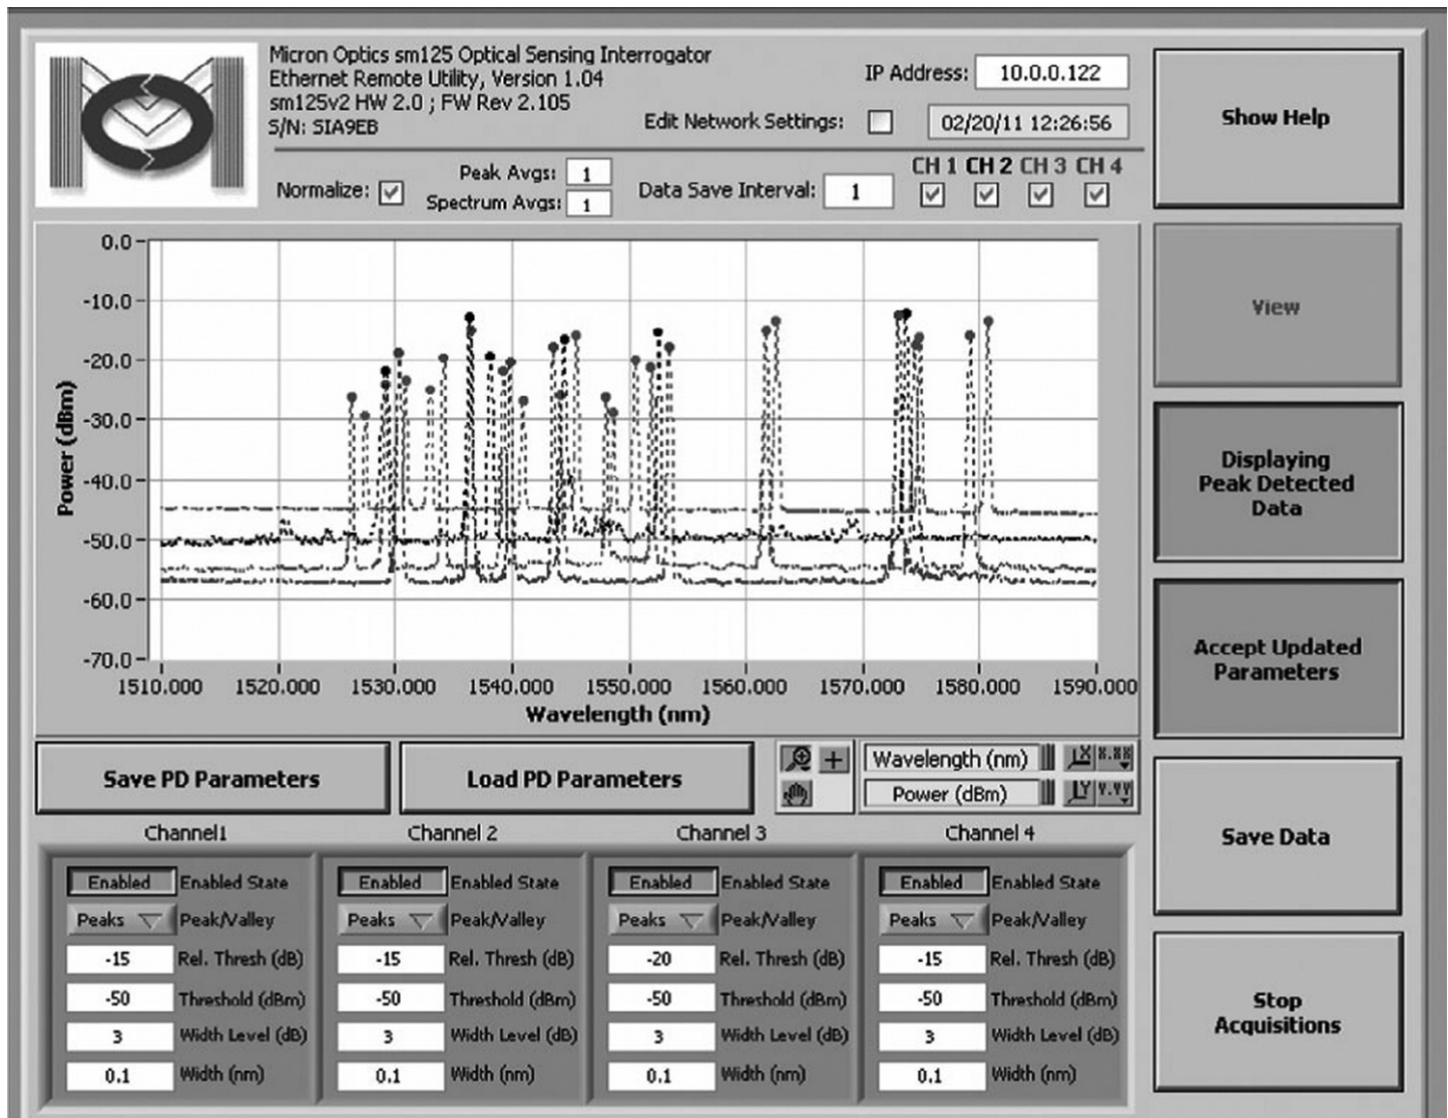 Micron Optics sm125 Optical Sensing Interrogator
Ethernet Remote Utility, Version 1.04
sm125v2 HW 2.0 ; FW Rev 2.105
S/N: SIA9EB
IP Address: 10.0.0.122
Edit Network Settings: 02/20/11 12:26:56
Normalize:
Peak Avgs: 1
Spectrum Avgs: 1
Data Save Interval: 1
CH 1 CH 2 CH 3 CH 4
Show Help
View
Displaying
Peak Detected
Data
Accept Updated
Parameters
Save Data
Stop
Acquisitions
Power (dBm)
0.0
-10.0
-20.0
-30.0
-40.0
-50.0
-60.0
-70.0
1510.000 1520.000 1530.000 1540.000 1550.000 1560.000 1570.000 1580.000 1590.000
Wavelength (nm)
Save PD Parameters
Load PD Parameters
Wavelength (nm) X X.XX
Power (dBm) Y Y.YY
Channel1 Channel 2 Channel 3 Channel 4
Enabled Enabled State Enabled Enabled State Enabled Enabled State Enabled Enabled State
Peaks Peak/Valley Peaks Peak/Valley Peaks Peak/Valley Peaks Peak/Valley
-15 Rel. Thresh (dB) -15 Rel. Thresh (dB) -20 Rel. Thresh (dB) -15 Rel. Thresh (dB)
-50 Threshold (dBm) -50 Threshold (dBm) -50 Threshold (dBm) -50 Threshold (dBm)
3 Width Level (dB) 3 Width Level (dB) 3 Width Level (dB) 3 Width Level (dB)
0.1 Width (nm) 0.1 Width (nm) 0.1 Width (nm) 0.1 Width (nm)